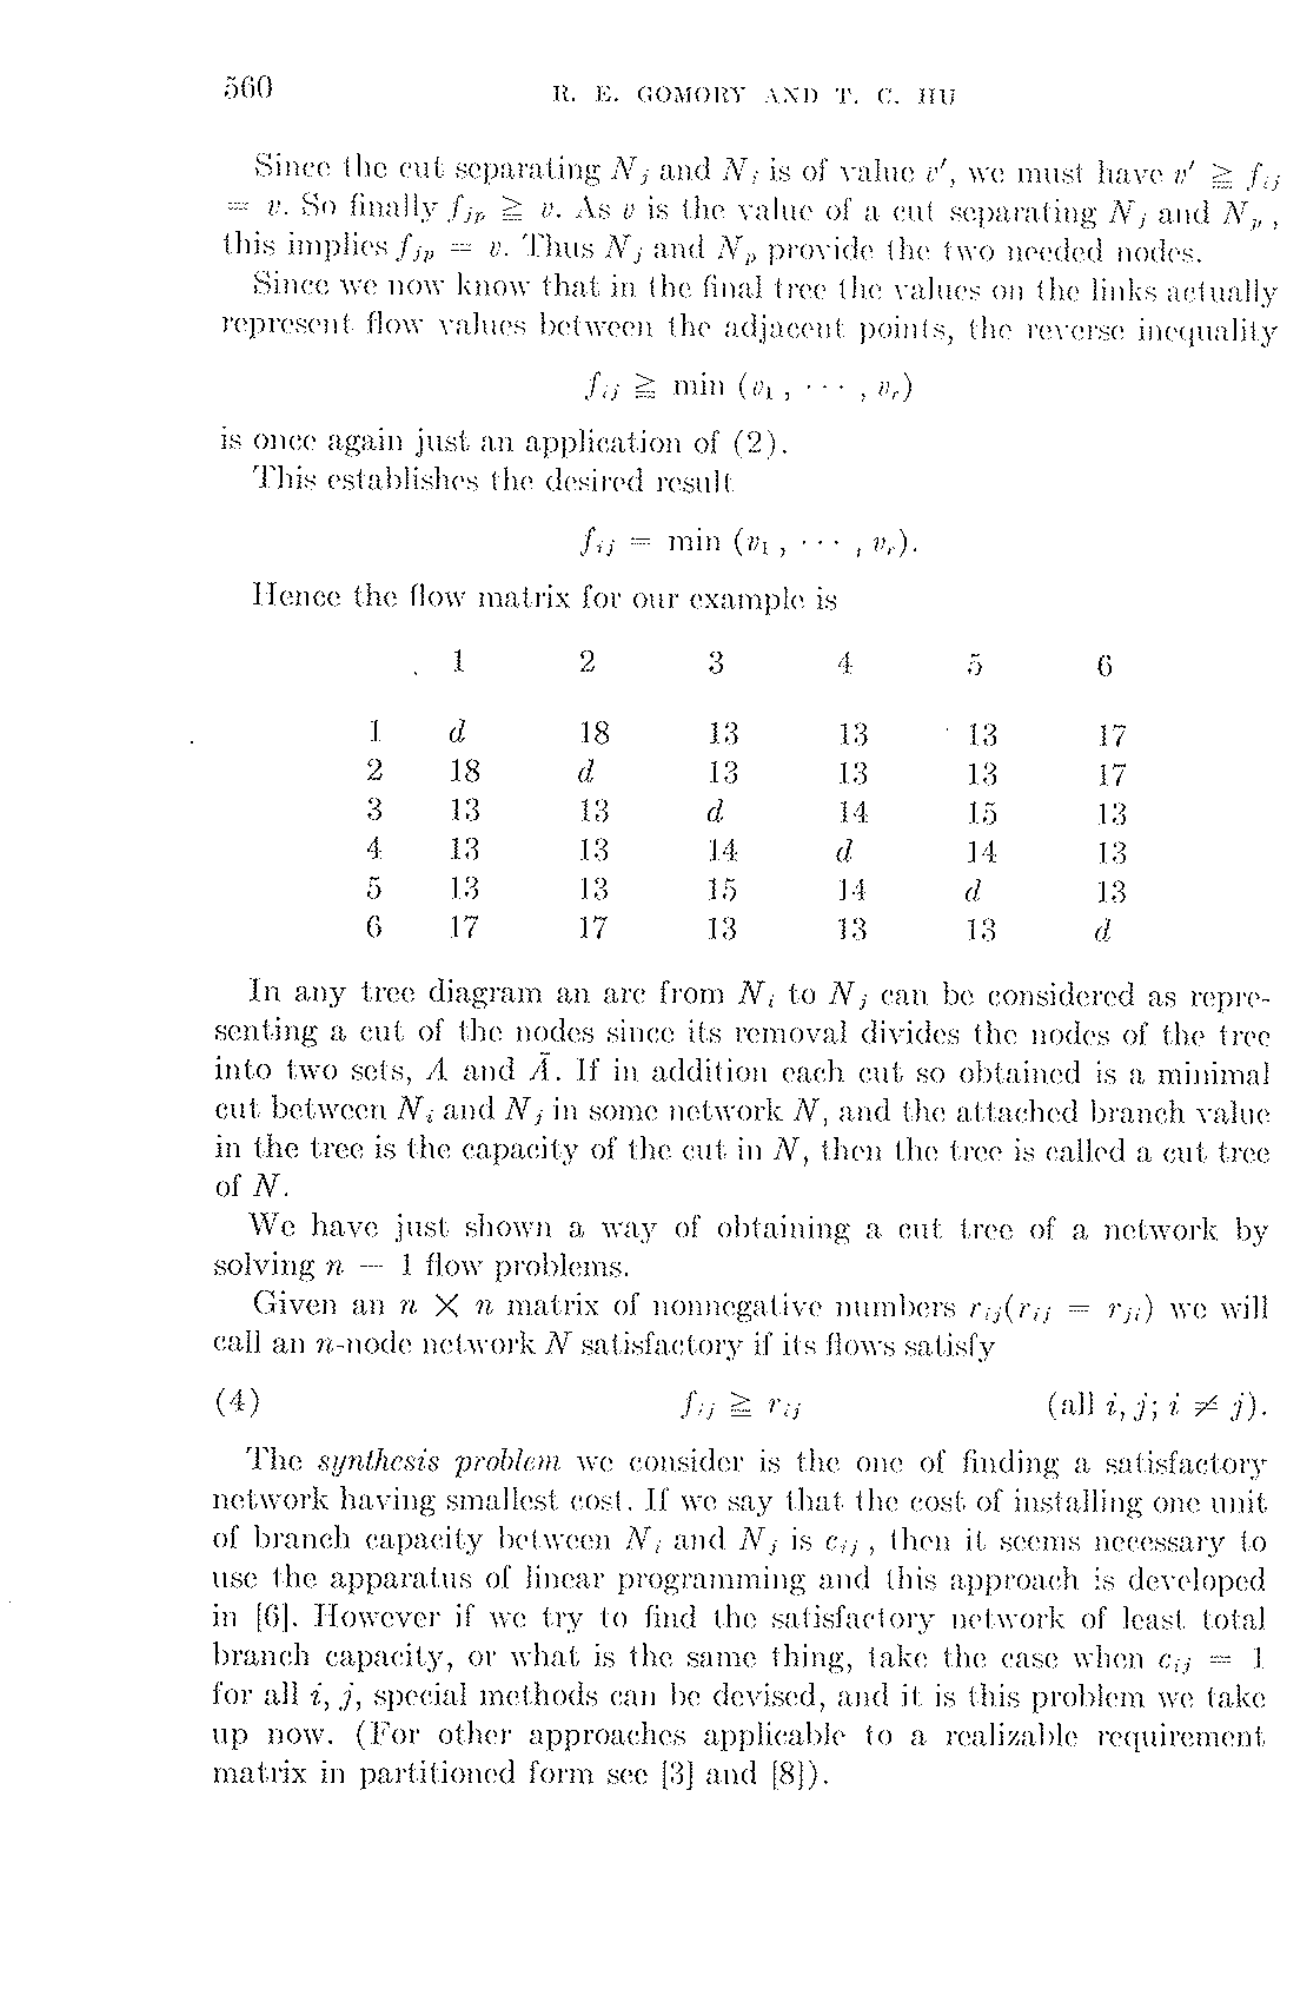 560
R. E. GOMORY AND T. C. HU
Since the cut separating N_j and N_i is of value v′, we must have v′ ≧ f_ij
= v. So finally f_jp ≧ v. As v is the value of a cut separating N_j and N_p ,
this implies f_jp = v. Thus N_j and N_p provide the two needed nodes.
Since we now know that in the final tree the values on the links actually
represent flow values between the adjacent points, the reverse inequality
f_ij ≧ min (v_1 , ··· , v_r)
is once again just an application of (2).
This establishes the desired result
f_ij = min (v_1 , ··· , v_r).
Hence the flow matrix for our example is
1 2 3 4 5 6
1 d 18 13 13 13 17
2 18 d 13 13 13 17
3 13 13 d 14 15 13
4 13 13 14 d 14 13
5 13 13 15 14 d 13
6 17 17 13 13 13 d
In any tree diagram an arc from N_i to N_j can be considered as repre-
senting a cut of the nodes since its removal divides the nodes of the tree
into two sets, A and Ā. If in addition each cut so obtained is a minimal
cut between N_i and N_j in some network N, and the attached branch value
in the tree is the capacity of the cut in N, then the tree is called a cut tree
of N.
We have just shown a way of obtaining a cut tree of a network by
solving n − 1 flow problems.
Given an n × n matrix of nonnegative numbers r_ij(r_ij = r_ji) we will
call an n-node network N satisfactory if its flows satisfy
(4) f_ij ≧ r_ij (all i, j; i ≠ j).
The synthesis problem we consider is the one of finding a satisfactory
network having smallest cost. If we say that the cost of installing one unit
of branch capacity between N_i and N_j is c_ij , then it seems necessary to
use the apparatus of linear programming and this approach is developed
in [6]. However if we try to find the satisfactory network of least total
branch capacity, or what is the same thing, take the case when c_ij = 1
for all i, j, special methods can be devised, and it is this problem we take
up now. (For other approaches applicable to a realizable requirement
matrix in partitioned form see [3] and [8]).